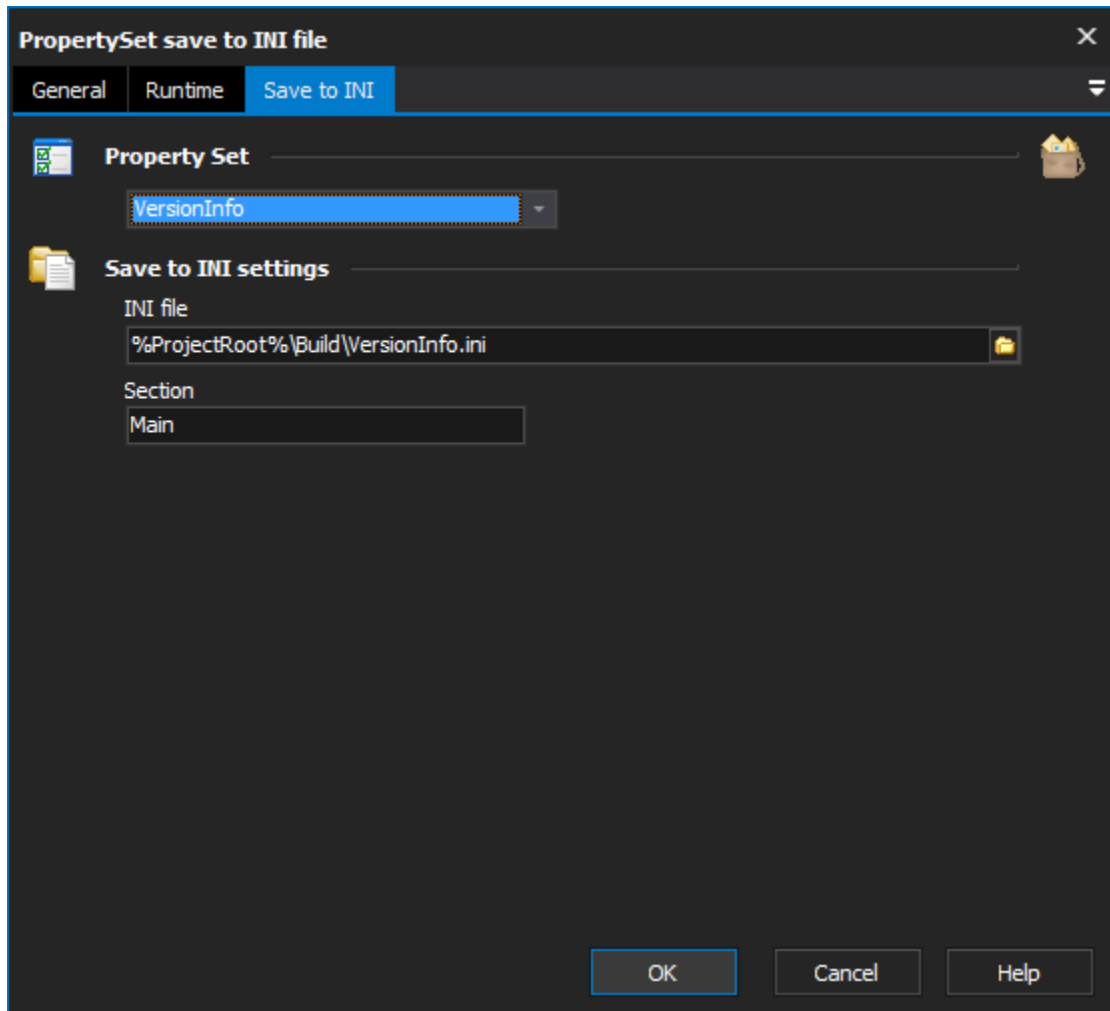 PropertySet save to INI file
General Runtime Save to INI
Property Set
VersionInfo
Save to INI settings
INI file
%ProjectRoot%\Build\VersionInfo.ini
Section
Main
OK Cancel Help